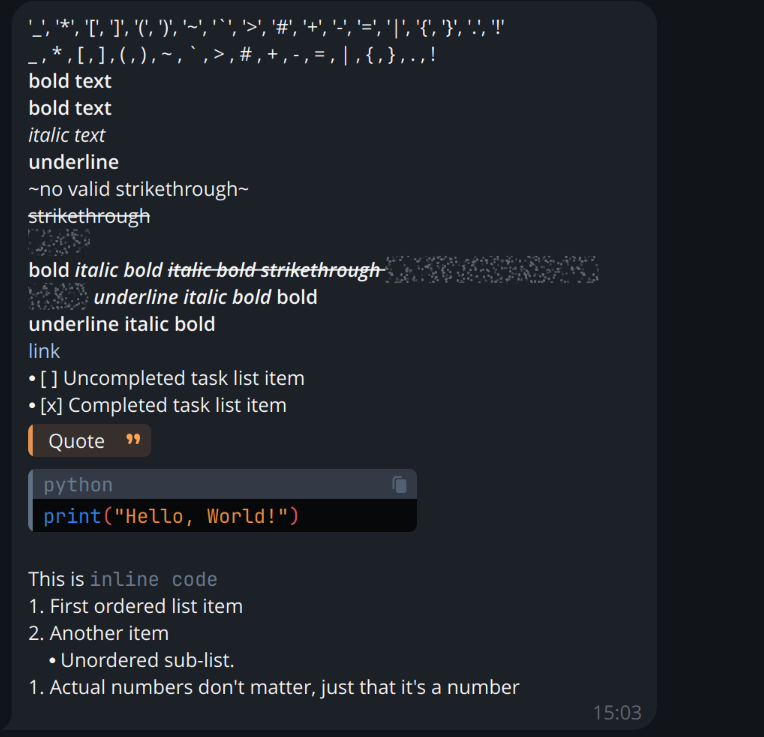 '_', '*', '[', ']', '(', ')', '~', '`', '>', '#', '+', '-', '=', '|', '{', '}', '.', '!'
_ , * , [ , ] , ( , ) , ~ , ` , > , # , + , - , = , | , { , } , . , !
bold text
bold text
italic text
underline
~no valid strikethrough~
strikethrough
bold italic bold italic bold strikethrough
underline italic bold bold
underline italic bold
link
• [ ] Uncompleted task list item
• [x] Completed task list item
Quote ”
python
print("Hello, World!")
This is inline code
1. First ordered list item
2. Another item
• Unordered sub-list.
1. Actual numbers don't matter, just that it's a number
15:03